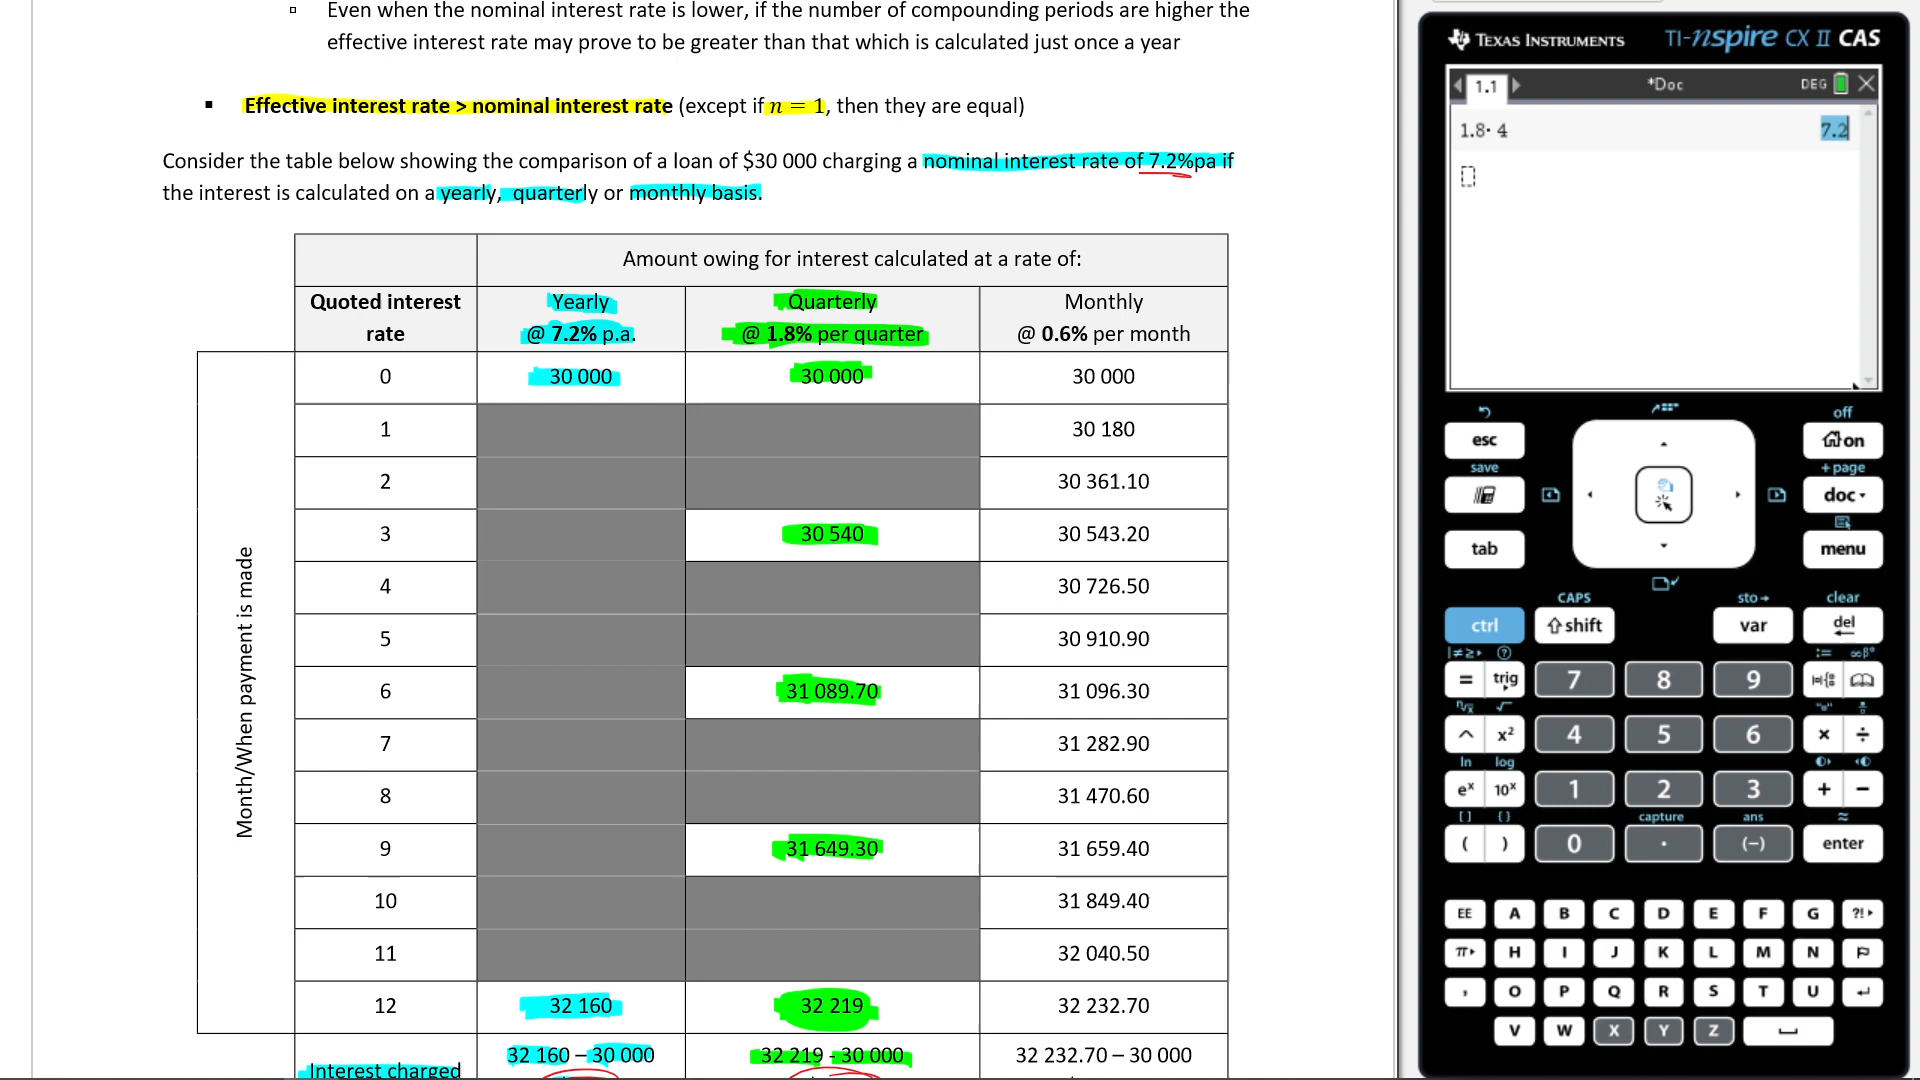 ▫ Even when the nominal interest rate is lower, if the number of compounding periods are higher the
effective interest rate may prove to be greater than that which is calculated just once a year
▪ Effective interest rate > nominal interest rate (except if n = 1, then they are equal)
Consider the table below showing the comparison of a loan of $30 000 charging a nominal interest rate of 7.2%pa if
the interest is calculated on a yearly, quarterly or monthly basis.
Amount owing for interest calculated at a rate of:
Quoted interest rate Yearly @ 7.2% p.a. Quarterly @ 1.8% per quarter Monthly @ 0.6% per month
Month/When payment is made
0 30 000 30 000 30 000
1 30 180
2 30 361.10
3 30 540 30 543.20
4 30 726.50
5 30 910.90
6 31 089.70 31 096.30
7 31 282.90
8 31 470.60
9 31 649.30 31 659.40
10 31 849.40
11 32 040.50
12 32 160 32 219 32 232.70
Interest charged 32 160 – 30 000 32 219 - 30 000 32 232.70 – 30 000
TEXAS INSTRUMENTS TI-nspire CX II CAS
1.1 *Doc DEG
1.8·4 7.2
off
esc on
save + page
doc
tab menu
CAPS sto→ clear
ctrl shift var del
|≠≥▸ ? := ∞β°
= trig 7 8 9
ⁿ√x √ "□"
^ x² 4 5 6 × ÷
ln log
eˣ 10ˣ 1 2 3 + −
[ ] { } capture ans ≈
( ) 0 . (−) enter
EE A B C D E F G ?!▸
π▸ H I J K L M N
, O P Q R S T U
V W X Y Z